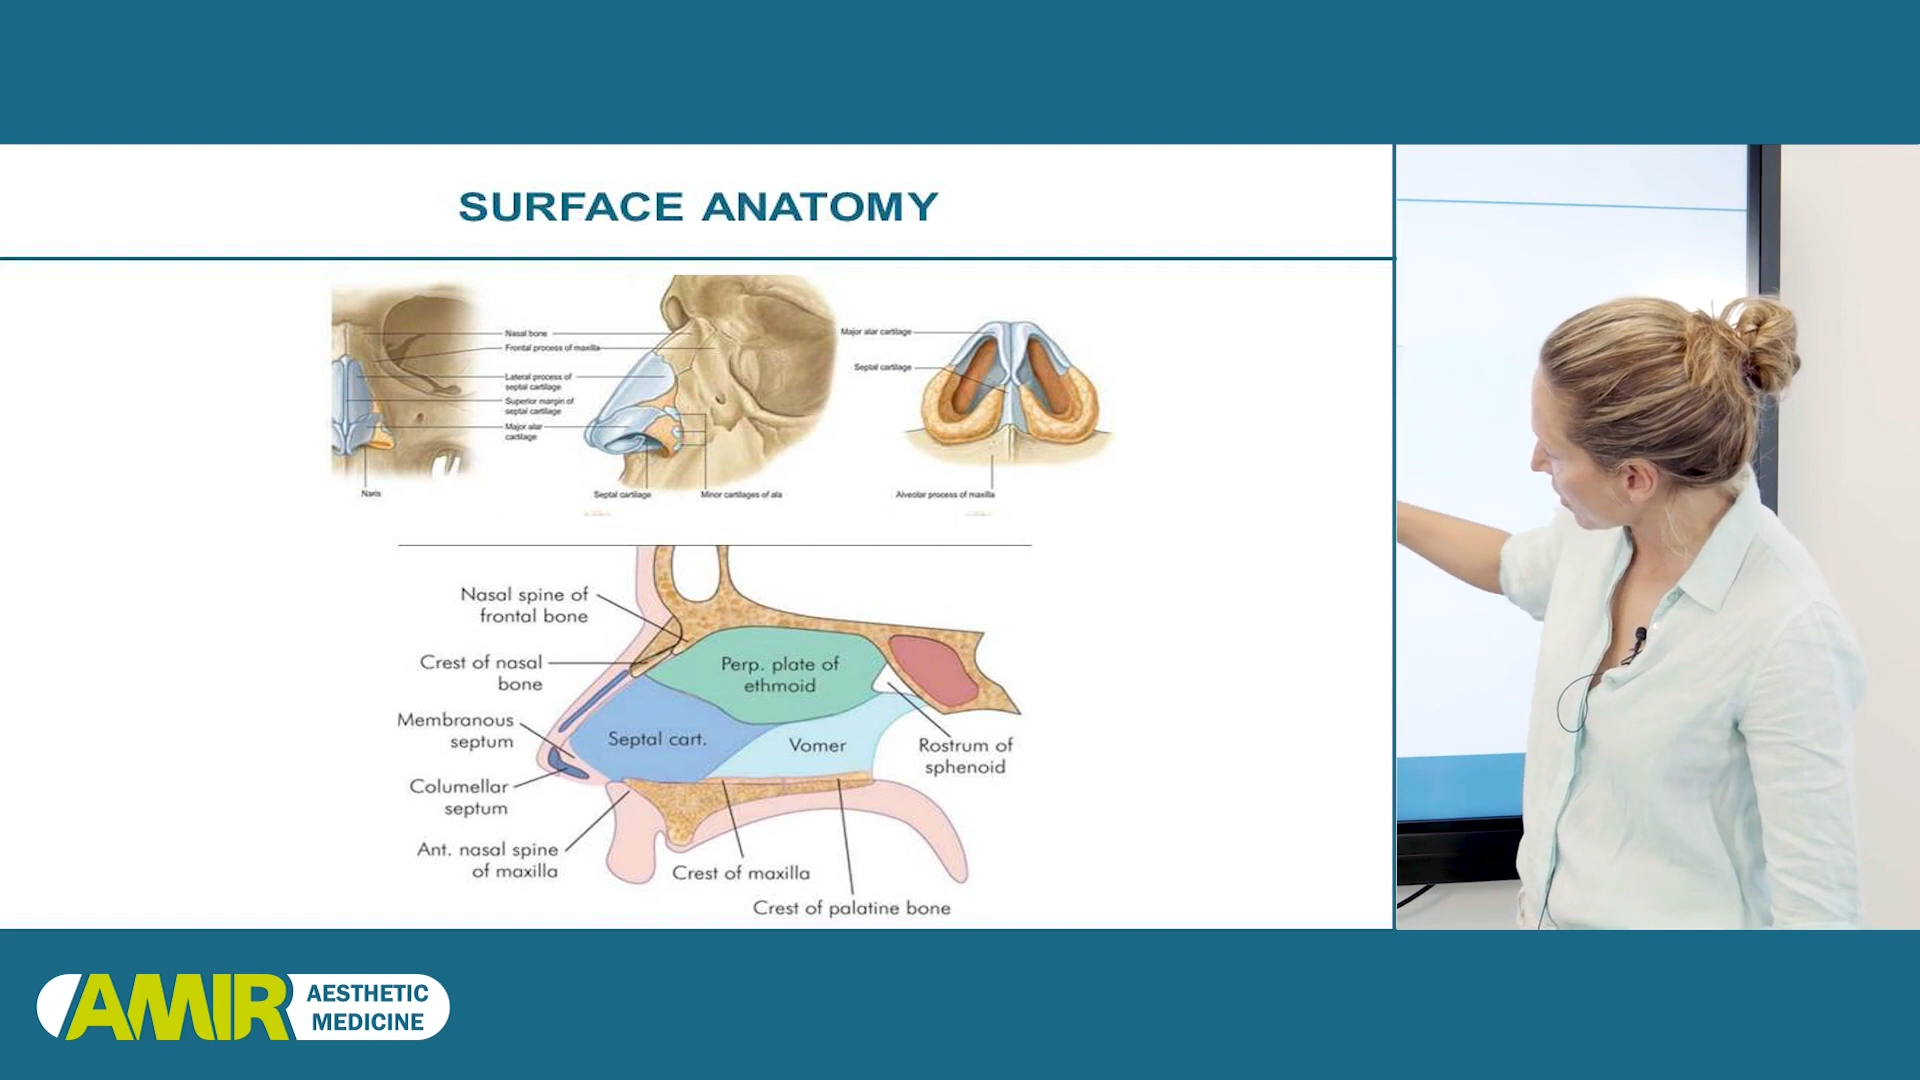 SURFACE ANATOMY
Nasal bone
Frontal process of maxilla
Lateral process of
septal cartilage
Superior margin of
septal cartilage
Major alar
cartilage
Naris
Septal cartilage
Minor cartilages of ala
Major alar cartilage
Septal cartilage
Alveolar process of maxilla
Nasal spine of
frontal bone
Crest of nasal
bone
Membranous
septum
Columellar
septum
Ant. nasal spine
of maxilla
Perp. plate of
ethmoid
Septal cart.
Vomer
Rostrum of
sphenoid
Crest of maxilla
Crest of palatine bone
AMIR
AESTHETIC
MEDICINE